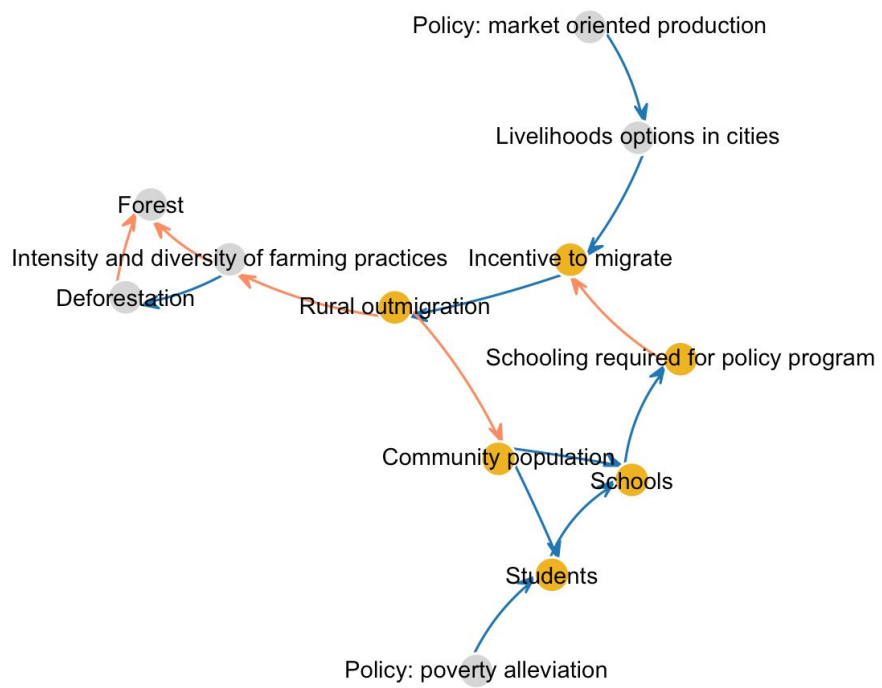 Policy: market oriented production
Livelihoods options in cities
Forest
Intensity and diversity of farming practices
Incentive to migrate
Deforestation
Rural outmigration
Schooling required for policy program
Community population
Schools
Students
Policy: poverty alleviation